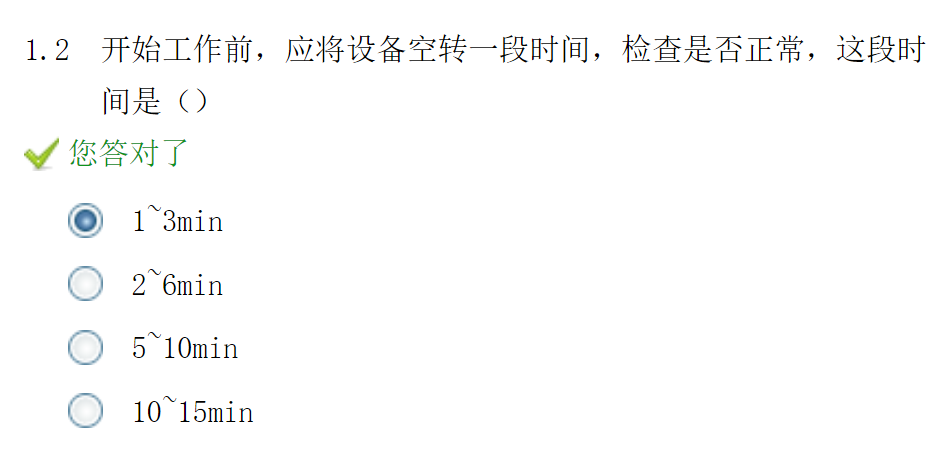 1.2 开始工作前，应将设备空转一段时间，检查是否正常，这段时
间是（）
您答对了
1~3min
2~6min
5~10min
10~15min